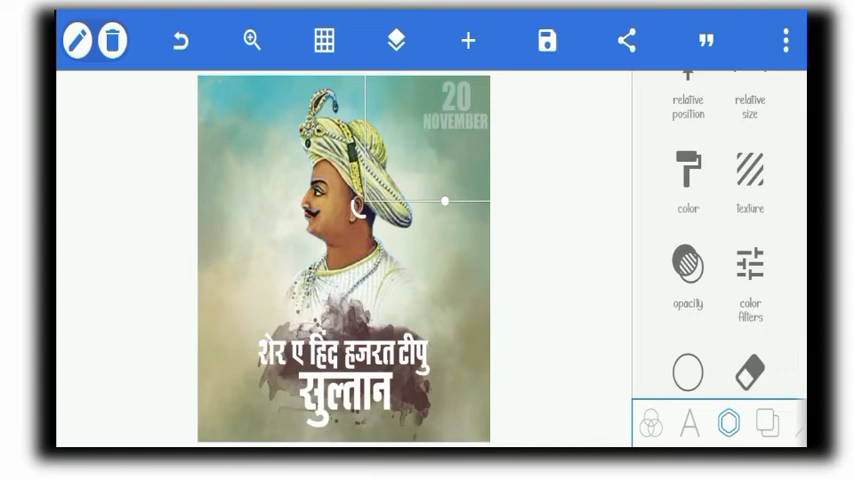 20
NOVEMBER
relative
position
relative
size
color
texture
opacity
color
filters
शेर ए हिंद हजरत टीपु
सुल्तान